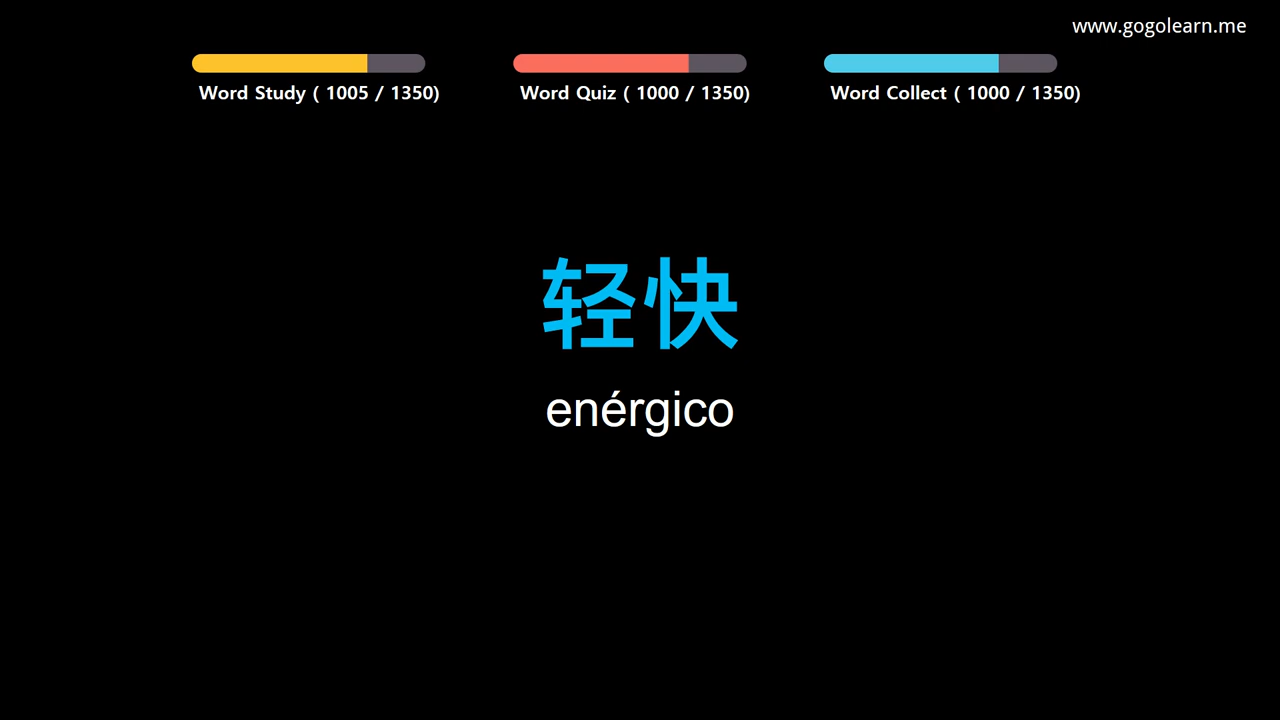 www.gogolearn.me
Word Study ( 1005 / 1350)
Word Quiz ( 1000 / 1350)
Word Collect ( 1000 / 1350)
轻快
enérgico